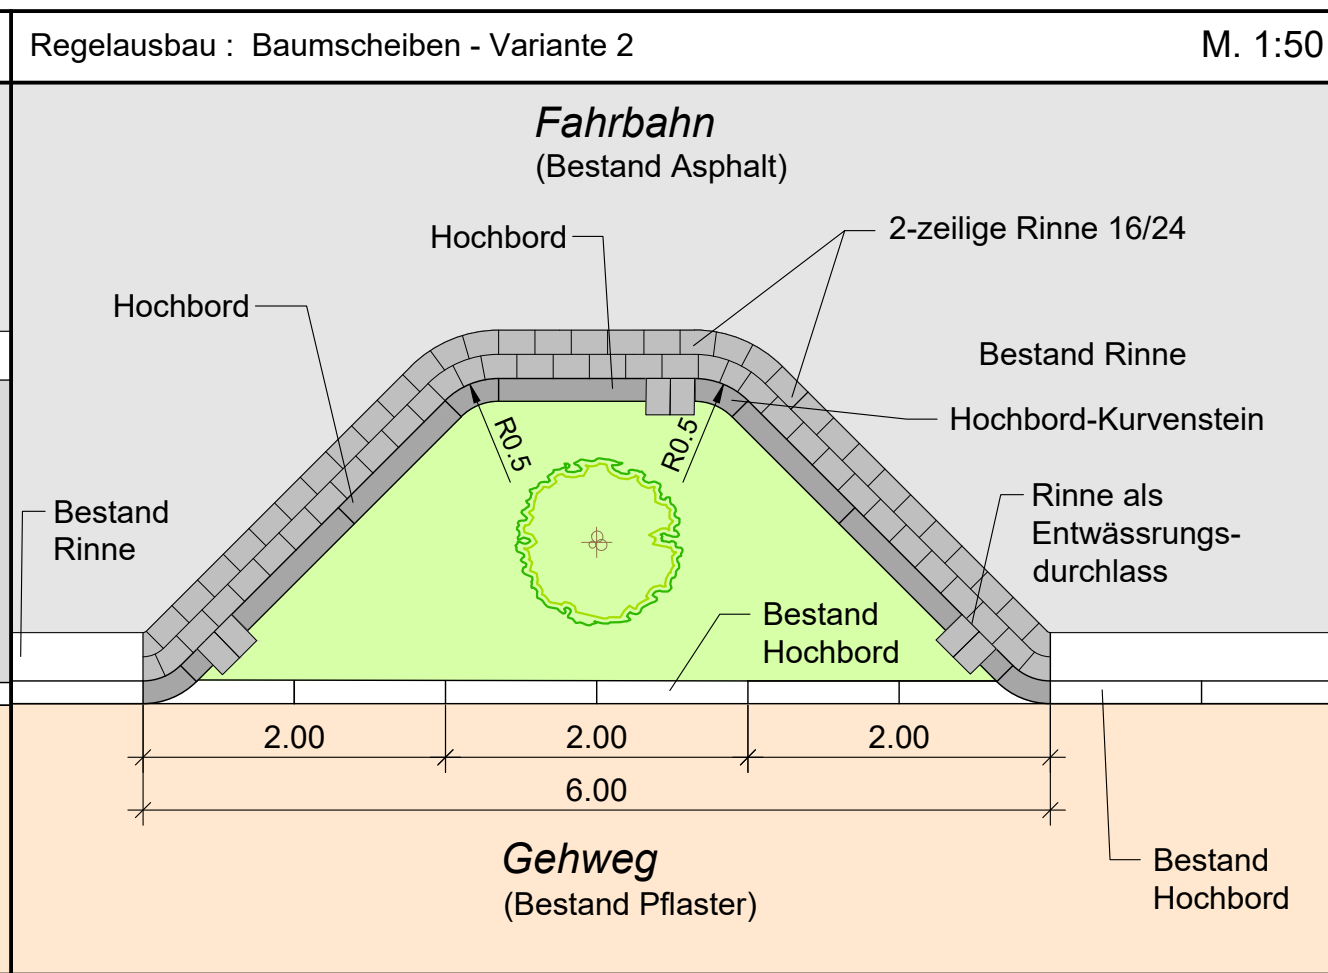 Regelausbau : Baumscheiben - Variante 2
M. 1:50
Fahrbahn
(Bestand Asphalt)
2-zeilige Rinne 16/24
Hochbord
Hochbord
Bestand Rinne
Hochbord-Kurvenstein
R0.5
R0.5
Bestand
Rinne
Rinne als
Entwässrungs-
durchlass
Bestand
Hochbord
2.00
2.00
2.00
6.00
Gehweg
(Bestand Pflaster)
Bestand
Hochbord